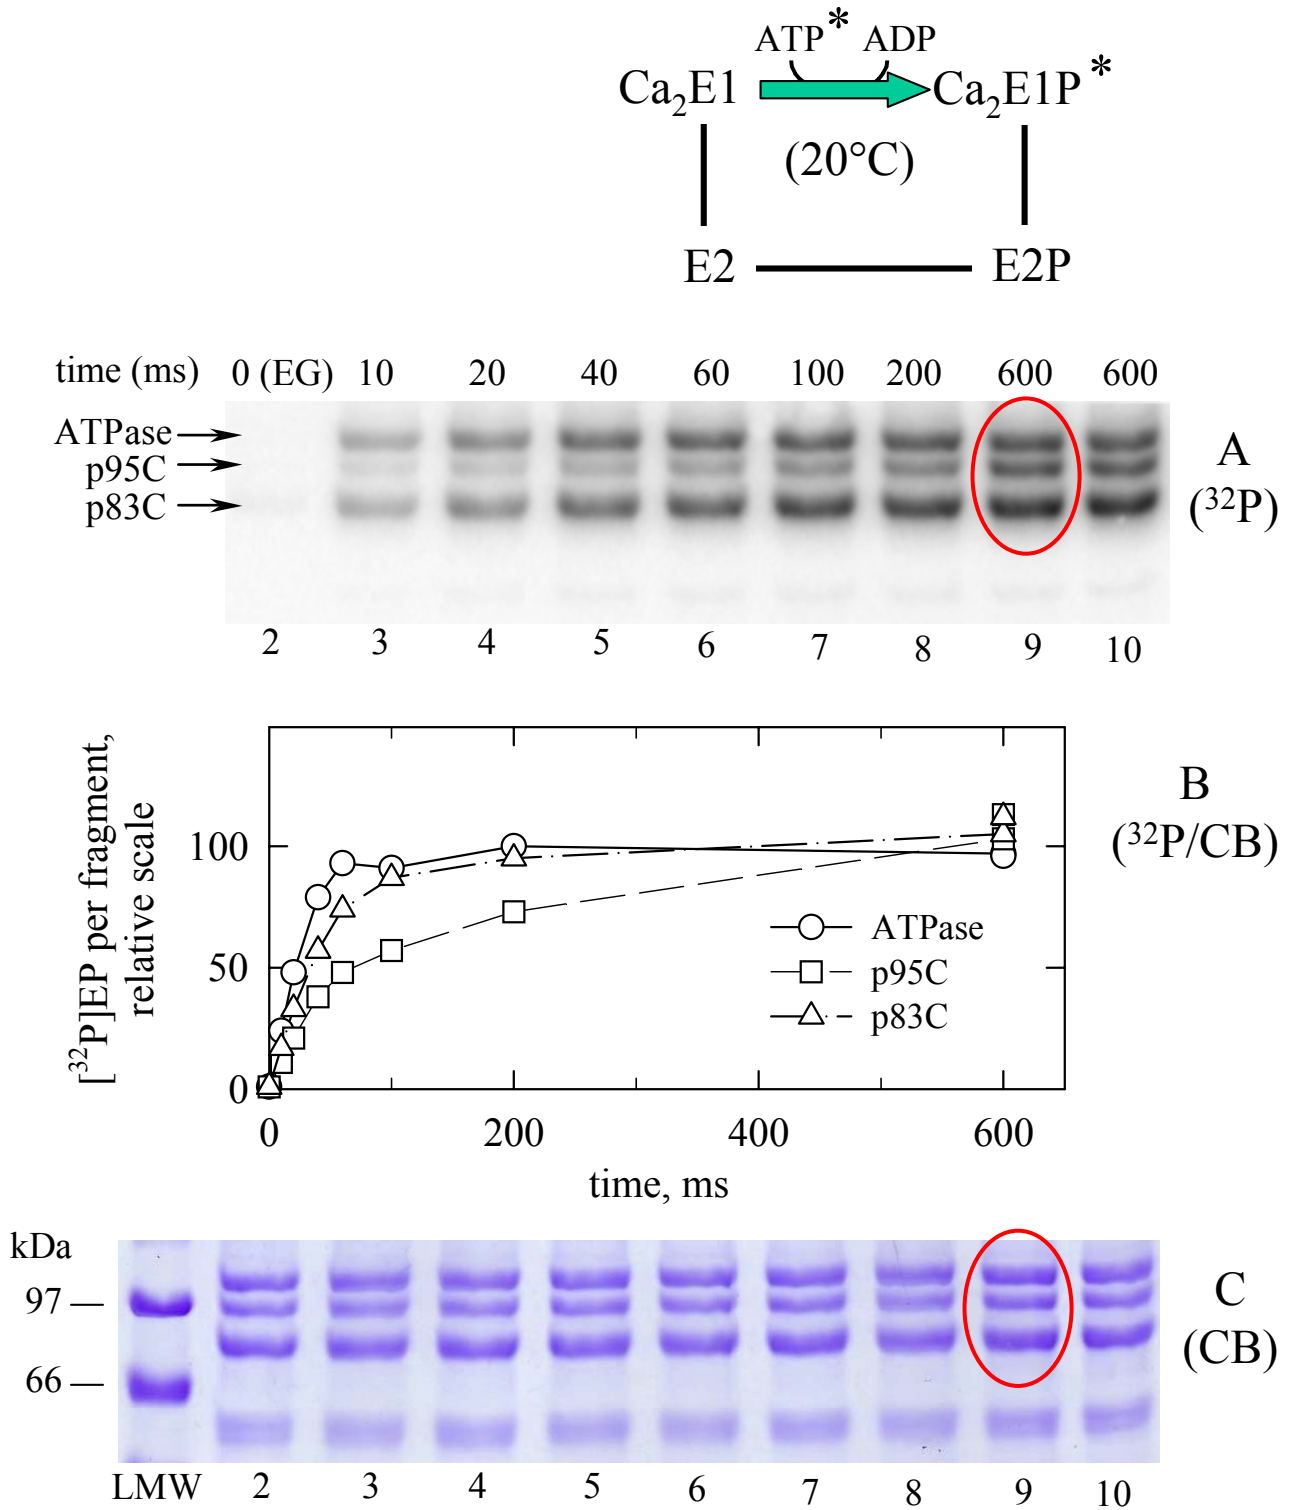 ATP* ADP
Ca₂E1 Ca₂E1P*
(20°C)
E2 E2P
time (ms) 0 (EG) 10 20 40 60 100 200 600 600
ATPase
p95C
p83C
A
(³²P)
2 3 4 5 6 7 8 9 10
[³²P]EP per fragment,
relative scale
100
50
0
0 200 400 600
time, ms
ATPase
p95C
p83C
B
(³²P/CB)
kDa
97
66
C
(CB)
LMW 2 3 4 5 6 7 8 9 10